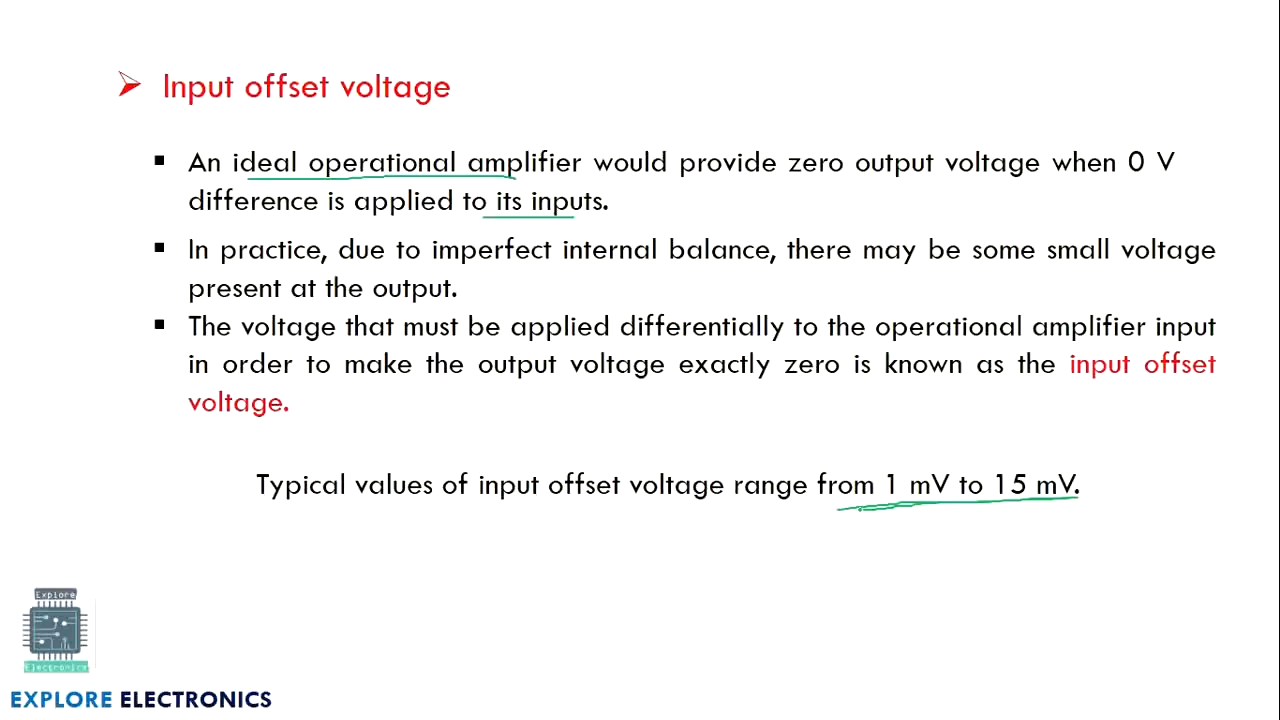 Input offset voltage
An ideal operational amplifier would provide zero output voltage when 0 V
difference is applied to its inputs.
In practice, due to imperfect internal balance, there may be some small voltage
present at the output.
The voltage that must be applied differentially to the operational amplifier input
in order to make the output voltage exactly zero is known as the input offset
voltage.
Typical values of input offset voltage range from 1 mV to 15 mV.
Explore
Electronics
EXPLORE ELECTRONICS